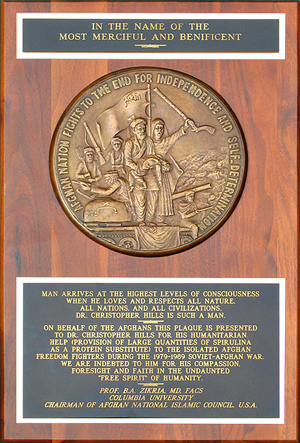 IN THE NAME OF THE
MOST MERCIFUL AND BENIFICENT
AFGHAN NATION FIGHTS TO THE END FOR INDEPENDENCE AND SELF-DETERMINATION
MAN ARRIVES AT THE HIGHEST LEVELS OF CONSCIOUSNESS
WHEN HE LOVES AND RESPECTS ALL NATURE,
ALL NATIONS, AND ALL CIVILIZATIONS.
DR. CHRISTOPHER HILLS IS SUCH A MAN.
ON BEHALF OF THE AFGHANS THIS PLAQUE IS PRESENTED
TO DR. CHRISTOPHER HILLS FOR HIS HUMANITARIAN
HELP (PROVISION OF LARGE QUANTITIES OF SPIRULINA
AS A PROTEIN SUBSTITUTE) TO THE ISOLATED AFGHAN
FREEDOM FIGHTERS DURING THE 1979-1989 SOVIET-AFGHAN WAR.
WE ARE INDEBTED TO HIM FOR HIS COMPASSION,
FORESIGHT AND FAITH IN THE UNDAUNTED
"FREE SPIRIT" OF HUMANITY.
PROF. B.A. ZIKRIA, MD, FACS
COLUMBIA UNIVERSITY
CHAIRMAN OF AFGHAN NATIONAL ISLAMIC COUNCIL, U.S.A.